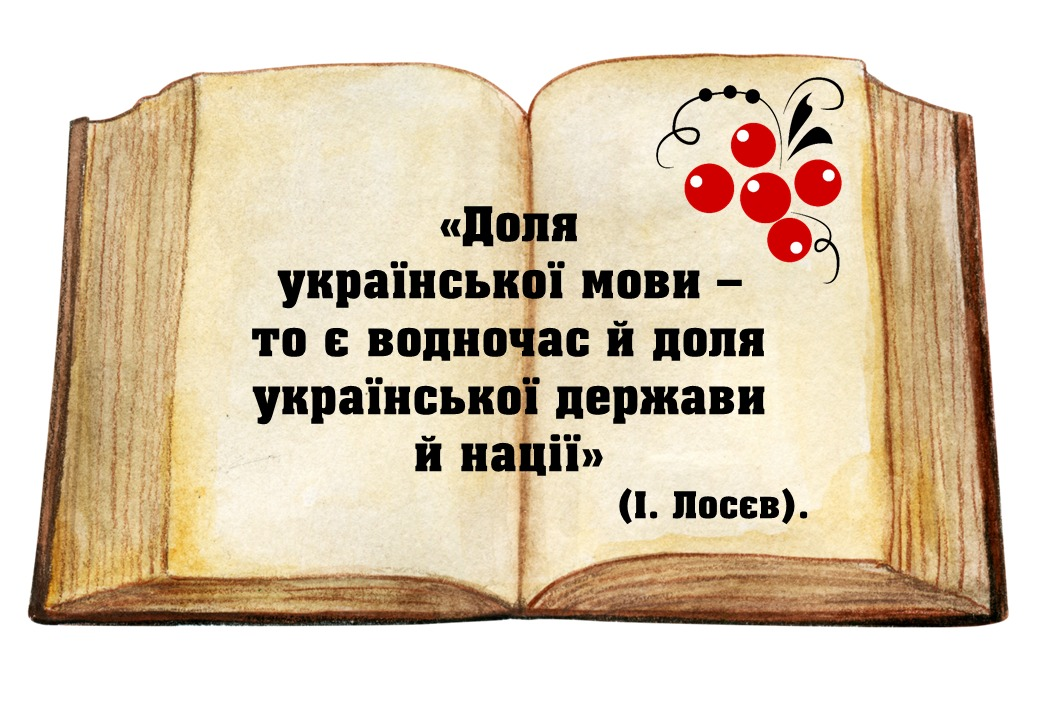 «Доля
української мови –
то є водночас й доля
української держави
й нації»
(І. Лосєв).